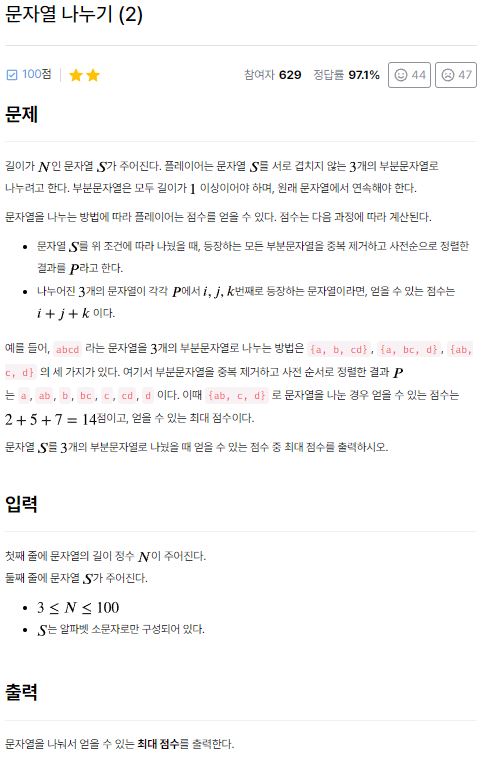 문자열 나누기 (2)
100점 참여자 629 정답률 97.1% 44 47
문제
길이가 N인 문자열 S가 주어진다. 플레이어는 문자열 S를 서로 겹치지 않는 3개의 부분문자열로
나누려고 한다. 부분문자열은 모두 길이가 1 이상이어야 하며, 원래 문자열에서 연속해야 한다.
문자열을 나누는 방법에 따라 플레이어는 점수를 얻을 수 있다. 점수는 다음 과정에 따라 계산된다.
• 문자열 S를 위 조건에 따라 나눴을 때, 등장하는 모든 부분문자열을 중복 제거하고 사전순으로 정렬한
결과를 P라고 한다.
• 나누어진 3개의 문자열이 각각 P에서 i, j, k번째로 등장하는 문자열이라면, 얻을 수 있는 점수는
i + j + k 이다.
예를 들어, abcd 라는 문자열을 3개의 부분문자열로 나누는 방법은 {a, b, cd}, {a, bc, d}, {ab,
c, d} 의 세 가지가 있다. 여기서 부분문자열을 중복 제거하고 사전 순서로 정렬한 결과 P
는 a, ab, b, bc, c, cd, d 이다. 이때 {ab, c, d} 로 문자열을 나눈 경우 얻을 수 있는 점수는
2 + 5 + 7 = 14점이고, 얻을 수 있는 최대 점수이다.
문자열 S를 3개의 부분문자열로 나눴을 때 얻을 수 있는 점수 중 최대 점수를 출력하시오.
입력
첫째 줄에 문자열의 길이 정수 N이 주어진다.
둘째 줄에 문자열 S가 주어진다.
• 3 ≤ N ≤ 100
• S는 알파벳 소문자로만 구성되어 있다.
출력
문자열을 나눠서 얻을 수 있는 최대 점수를 출력한다.